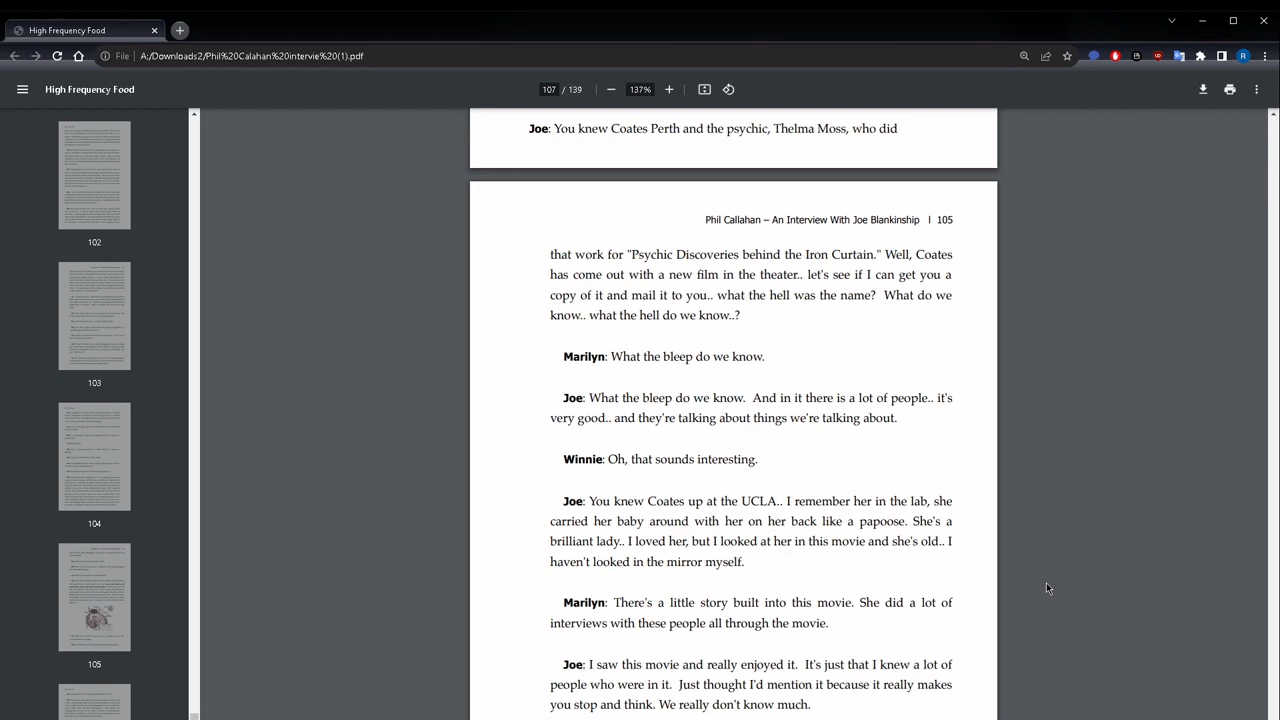 High Frequency Food
File
A:/Downloads2/Phil%20Calahan%20intervie%20(1).pdf
R
High Frequency Food
107 / 139
137%
102
103
104
105
Joe: You knew Coates Perth and the psychic, Thelma Moss, who did
Phil Callahan – An Interview With Joe Blankinship | 105
that work for "Psychic Discoveries behind the Iron Curtain." Well, Coates
has come out with a new film in the theater.. let's see if I can get you a
copy of it and mail it to you.. what the hell was the name? What do we
know.. what the hell do we know..?
Marilyn: What the bleep do we know.
Joe: What the bleep do we know. And in it there is a lot of people.. it's
very good.. and they're talking about things we're talking about.
Winnie: Oh, that sounds interesting.
Joe: You knew Coates up at the UCLA.. I remember her in the lab, she
carried her baby around with her on her back like a papoose. She's a
brilliant lady.. I loved her, but I looked at her in this movie and she's old.. I
haven't looked in the mirror myself.
Marilyn: There's a little story built into this movie. She did a lot of
interviews with these people all through the movie.
Joe: I saw this movie and really enjoyed it. It's just that I knew a lot of
people who were in it. Just thought I'd mention it because it really makes
you stop and think. We really don't know much.